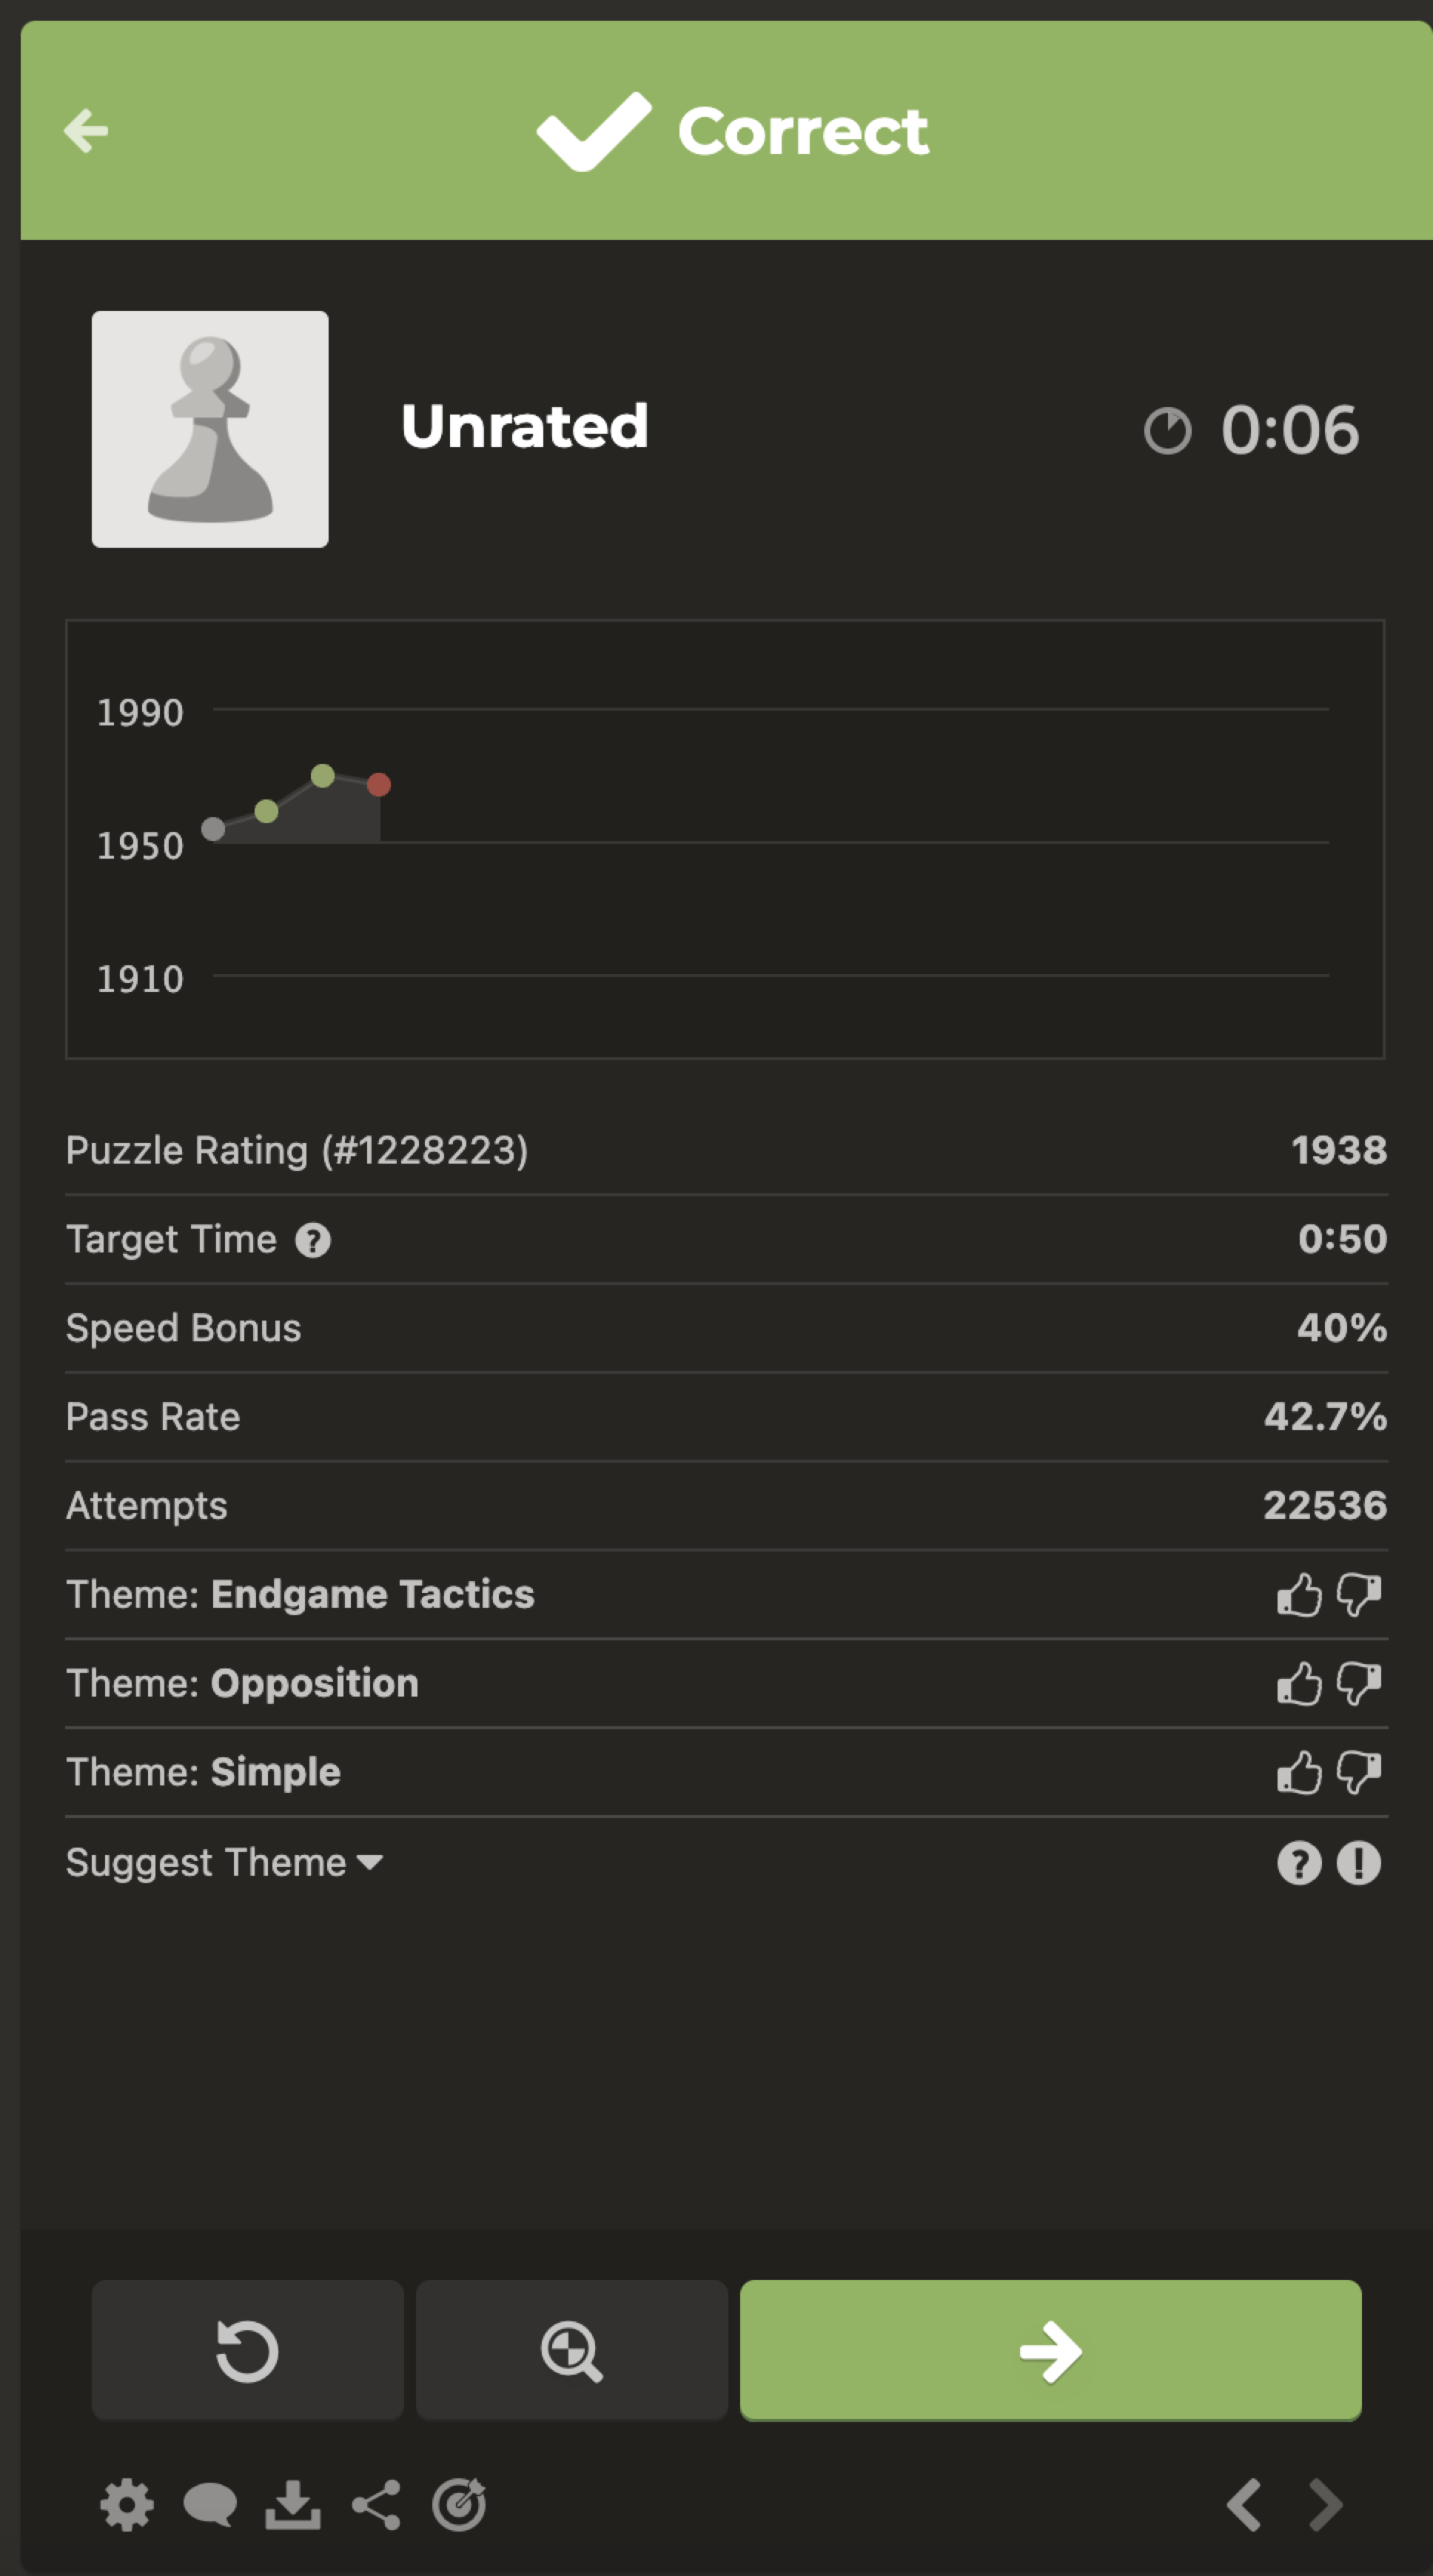 Correct
Unrated 0:06
1990
1950
1910
Puzzle Rating (#1228223) 1938
Target Time ? 0:50
Speed Bonus 40%
Pass Rate 42.7%
Attempts 22536
Theme: Endgame Tactics
Theme: Opposition
Theme: Simple
Suggest Theme ? !